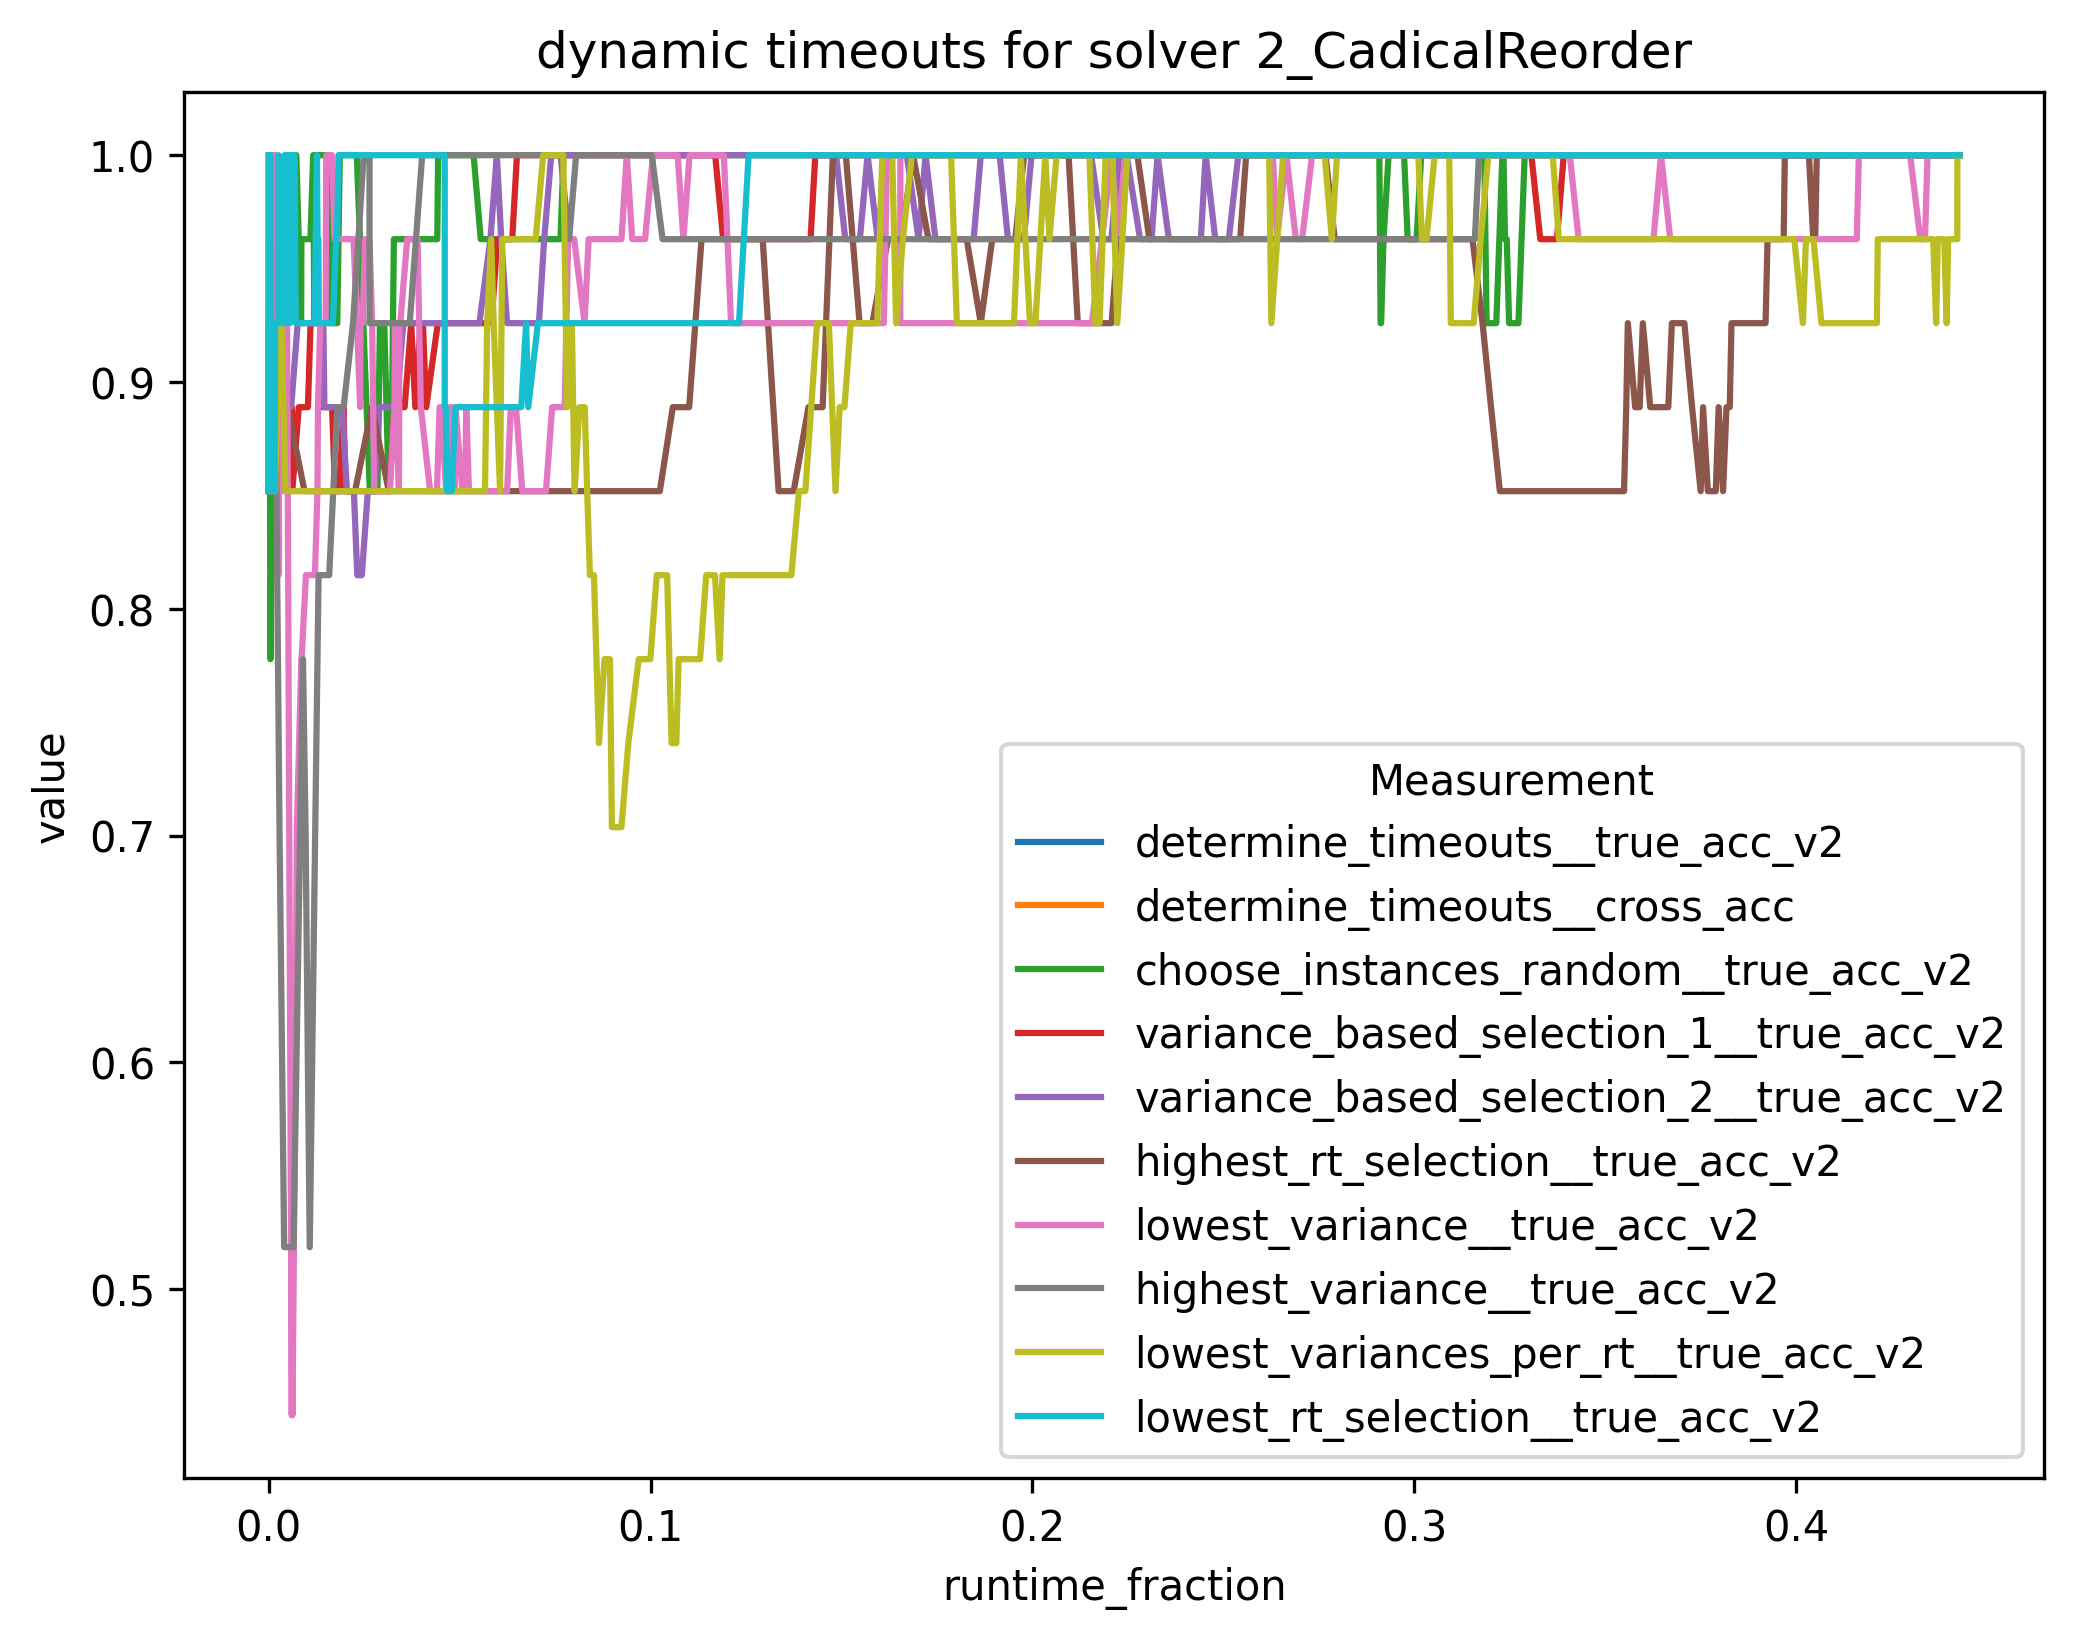 dynamic timeouts for solver 2_CadicalReorder
1.0
0.9
0.8
0.7
0.6
0.5
value
0.0
0.1
0.2
0.3
0.4
runtime_fraction
Measurement
determine_timeouts__true_acc_v2
determine_timeouts__cross_acc
choose_instances_random__true_acc_v2
variance_based_selection_1__true_acc_v2
variance_based_selection_2__true_acc_v2
highest_rt_selection__true_acc_v2
lowest_variance__true_acc_v2
highest_variance__true_acc_v2
lowest_variances_per_rt__true_acc_v2
lowest_rt_selection__true_acc_v2